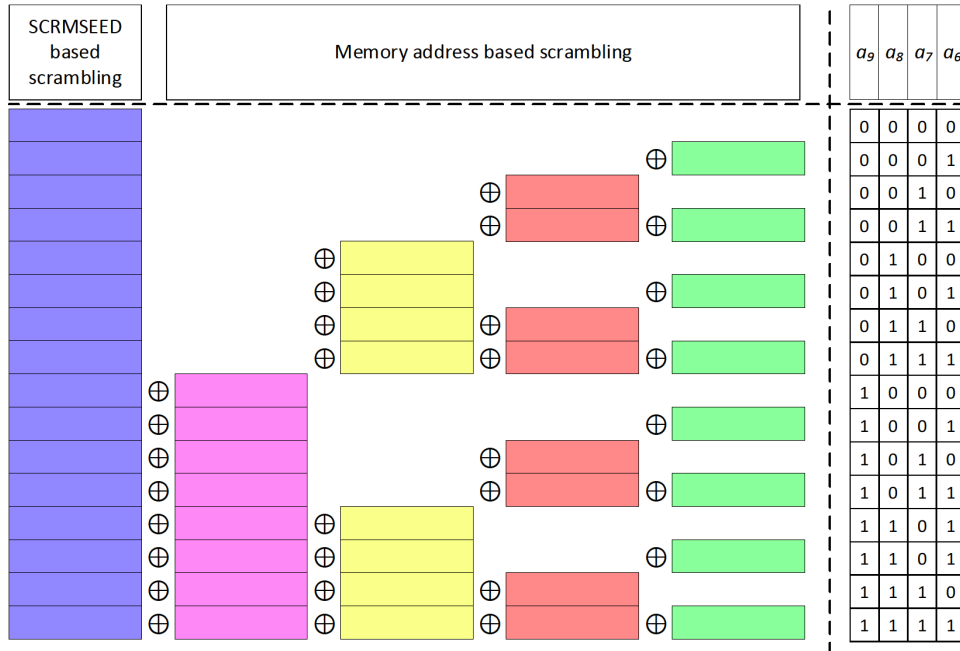 SCRMSEED
based
scrambling
Memory address based scrambling
a9 a8 a7 a6
0 0 0 0
⊕ 0 0 0 1
⊕ 0 0 1 0
⊕ ⊕ 0 0 1 1
⊕ 0 1 0 0
⊕ ⊕ 0 1 0 1
⊕ ⊕ 0 1 1 0
⊕ ⊕ ⊕ 0 1 1 1
⊕ 1 0 0 0
⊕ ⊕ 1 0 0 1
⊕ ⊕ 1 0 1 0
⊕ ⊕ ⊕ 1 0 1 1
⊕ ⊕ 1 1 0 1
⊕ ⊕ ⊕ 1 1 0 1
⊕ ⊕ ⊕ 1 1 1 0
⊕ ⊕ ⊕ ⊕ 1 1 1 1